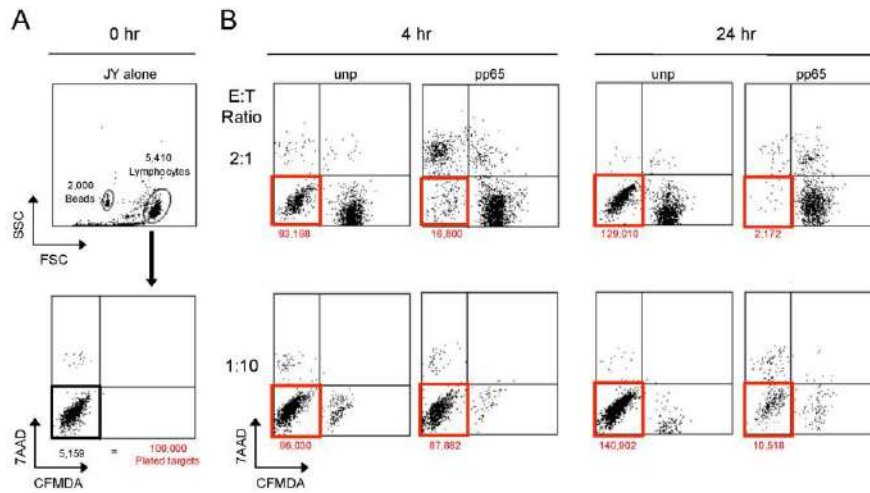 A
0 hr
JY alone
5,410
Lymphocytes
2,000
Beads
SSC
FSC
7AAD
CFMDA
5,159
=
100,000
Plated targets
B
4 hr
24 hr
unp
pp65
unp
pp65
E:T
Ratio
2:1
93,198
16,800
129,010
2,172
1:10
96,030
87,882
140,902
10,518
7AAD
CFMDA